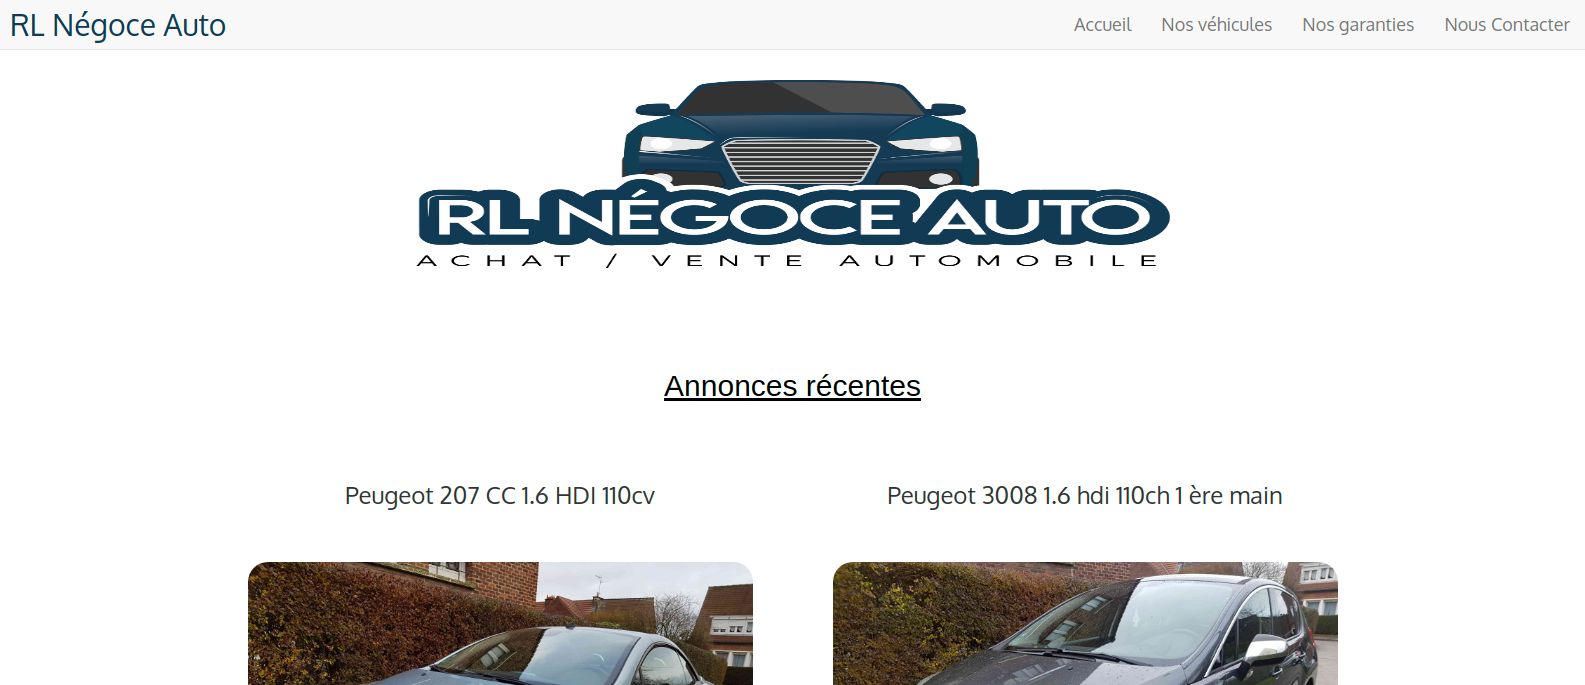 RL Négoce Auto
Accueil
Nos véhicules
Nos garanties
Nous Contacter
RL NÉGOCE AUTO
ACHAT / VENTE AUTOMOBILE
Annonces récentes
Peugeot 207 CC 1.6 HDI 110cv
Peugeot 3008 1.6 hdi 110ch 1 ère main